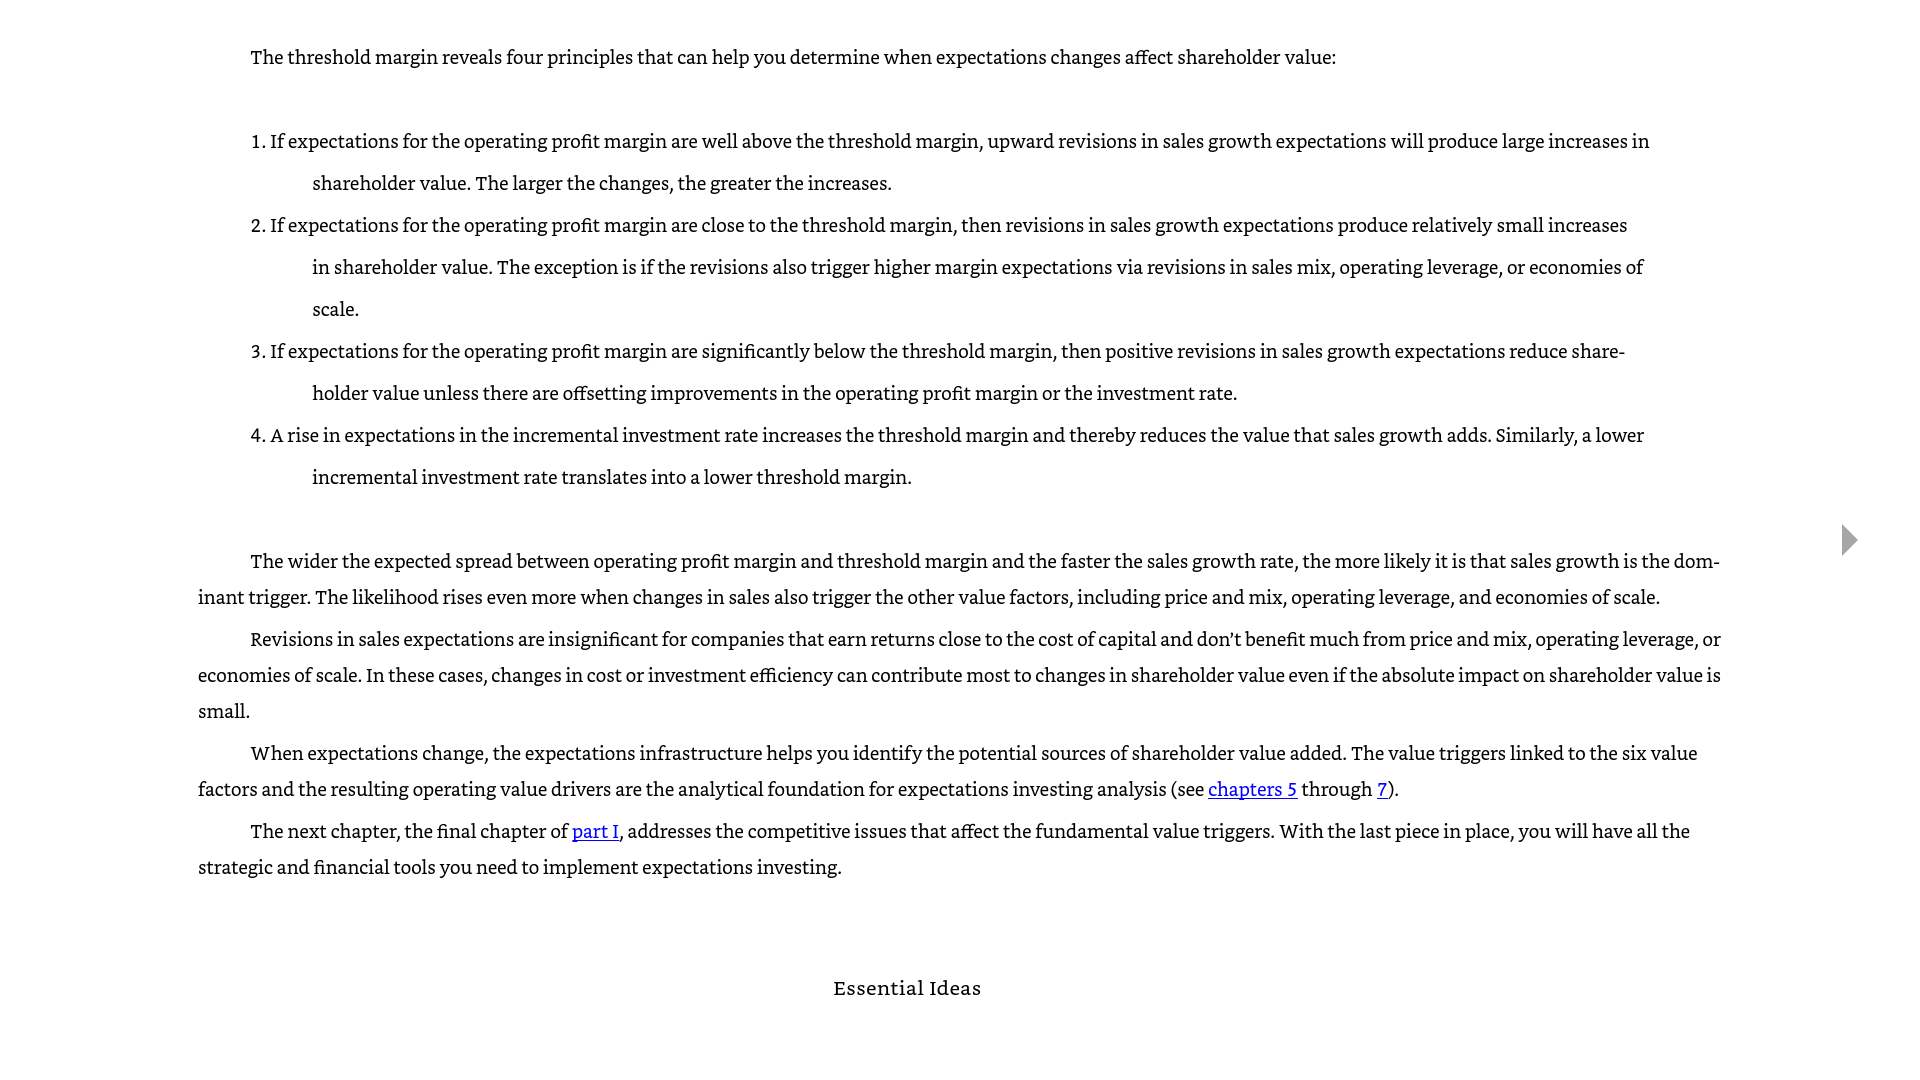 The threshold margin reveals four principles that can help you determine when expectations changes affect shareholder value:
1. If expectations for the operating profit margin are well above the threshold margin, upward revisions in sales growth expectations will produce large increases in
shareholder value. The larger the changes, the greater the increases.
2. If expectations for the operating profit margin are close to the threshold margin, then revisions in sales growth expectations produce relatively small increases
in shareholder value. The exception is if the revisions also trigger higher margin expectations via revisions in sales mix, operating leverage, or economies of
scale.
3. If expectations for the operating profit margin are significantly below the threshold margin, then positive revisions in sales growth expectations reduce share-
holder value unless there are offsetting improvements in the operating profit margin or the investment rate.
4. A rise in expectations in the incremental investment rate increases the threshold margin and thereby reduces the value that sales growth adds. Similarly, a lower
incremental investment rate translates into a lower threshold margin.
The wider the expected spread between operating profit margin and threshold margin and the faster the sales growth rate, the more likely it is that sales growth is the dom-
inant trigger. The likelihood rises even more when changes in sales also trigger the other value factors, including price and mix, operating leverage, and economies of scale.
Revisions in sales expectations are insignificant for companies that earn returns close to the cost of capital and don’t benefit much from price and mix, operating leverage, or
economies of scale. In these cases, changes in cost or investment efficiency can contribute most to changes in shareholder value even if the absolute impact on shareholder value is
small.
When expectations change, the expectations infrastructure helps you identify the potential sources of shareholder value added. The value triggers linked to the six value
factors and the resulting operating value drivers are the analytical foundation for expectations investing analysis (see chapters 5 through 7).
The next chapter, the final chapter of part I, addresses the competitive issues that affect the fundamental value triggers. With the last piece in place, you will have all the
strategic and financial tools you need to implement expectations investing.
Essential Ideas